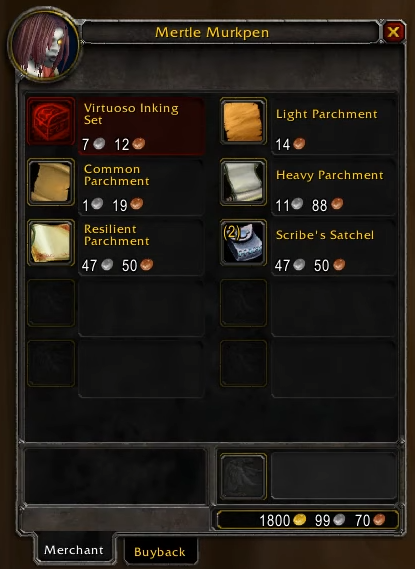 Mertle Murkpen
Virtuoso Inking
Set
7 12
Light Parchment
14
Common
Parchment
1 19
Heavy Parchment
11 88
Resilient
Parchment
47 50
(2)
Scribe's Satchel
47 50
1800 99 70
Merchant
Buyback